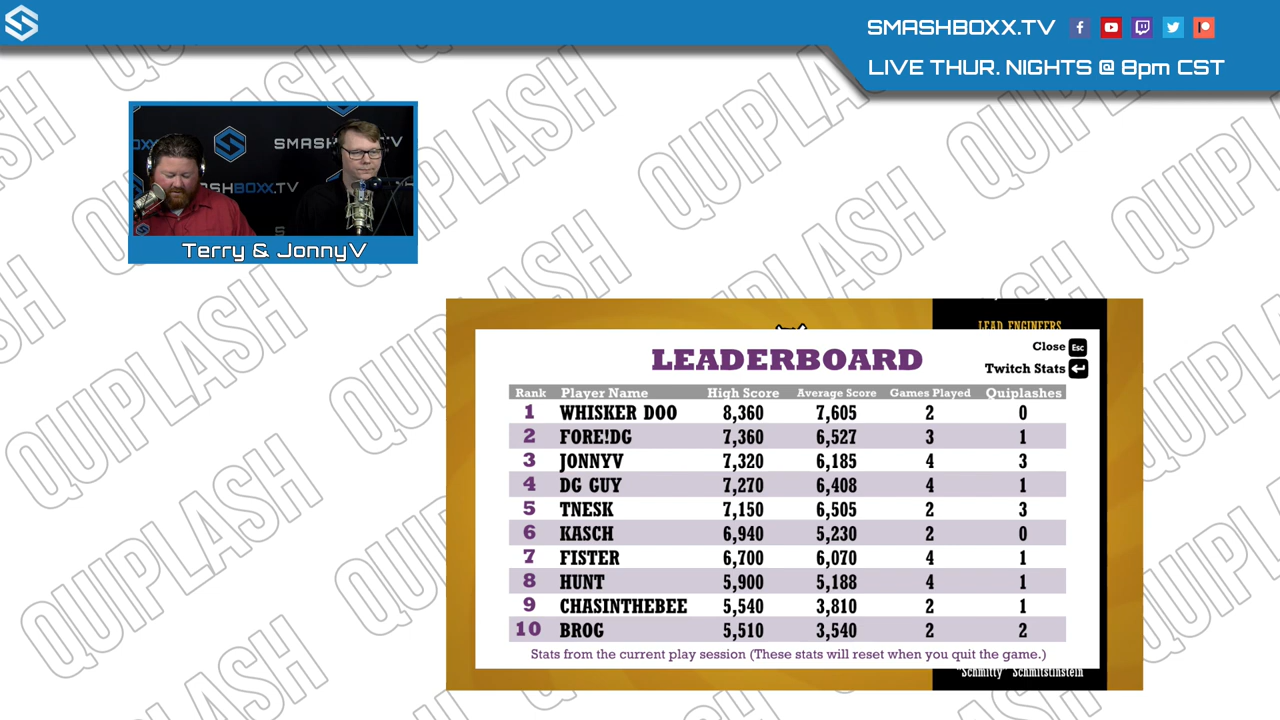 SMASHBOXX.TV
LIVE THUR. NIGHTS @ 8pm CST
SMASH TV
SHBOXX.TV
Terry & JonnyV
QUIPLASH
LEAD ENGINEERS
Close Esc
Twitch Stats
LEADERBOARD
Rank Player Name High Score Average Score Games Played Quiplashes
1 WHISKER DOO 8,360 7,605 2 0
2 FORE!DG 7,360 6,527 3 1
3 JONNYV 7,320 6,185 4 3
4 DG GUY 7,270 6,408 4 1
5 TNESK 7,150 6,505 2 3
6 KASCH 6,940 5,230 2 0
7 FISTER 6,700 6,070 4 1
8 HUNT 5,900 5,188 4 1
9 CHASINTHEBEE 5,540 3,810 2 1
10 BROG 5,510 3,540 2 2
Stats from the current play session (These stats will reset when you quit the game.)
"Schmitty" Schmitstinstein